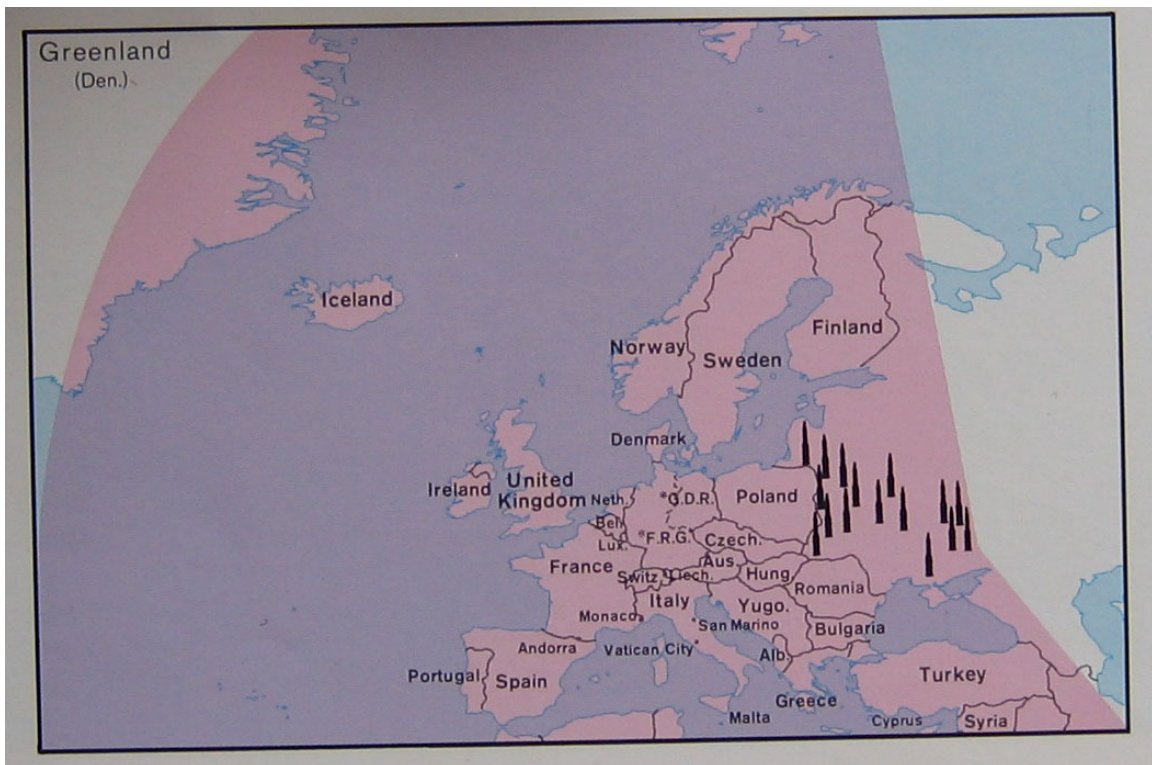 Greenland
(Den.)
Iceland
Norway
Sweden
Finland
Denmark
Ireland
United
Kingdom
Neth.
*G.D.R.
Poland
Bel.
Lux.
*F.R.G.
Czech.
France
Switz.
Liech.
Aus.
Hung.
Romania
Italy
Yugo.
Monaco
San Marino
Bulgaria
Andorra
Vatican City
Alb.
Portugal
Spain
Turkey
Greece
Malta
Cyprus
Syria